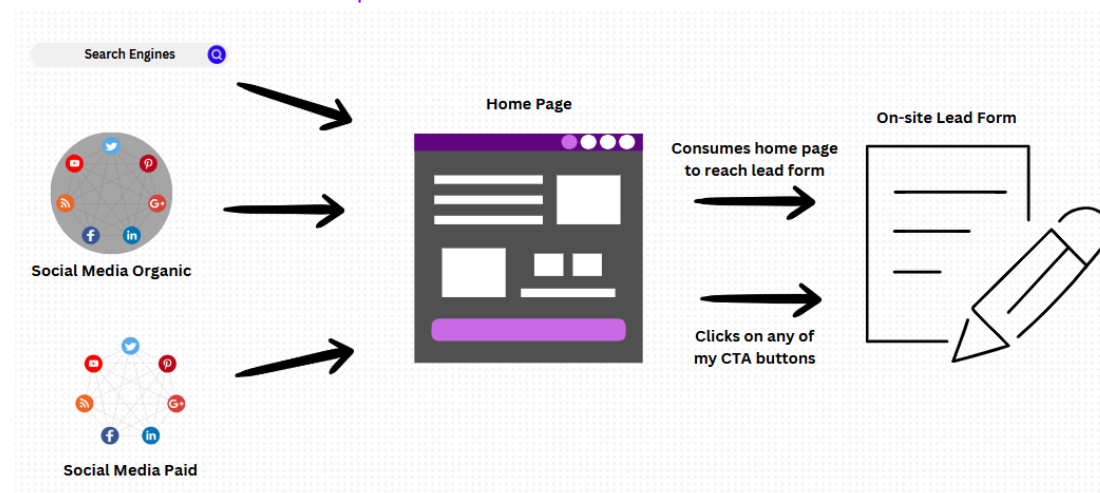 Search Engines
Social Media Organic
Social Media Paid
Home Page
Consumes home page
to reach lead form
Clicks on any of
my CTA buttons
On-site Lead Form